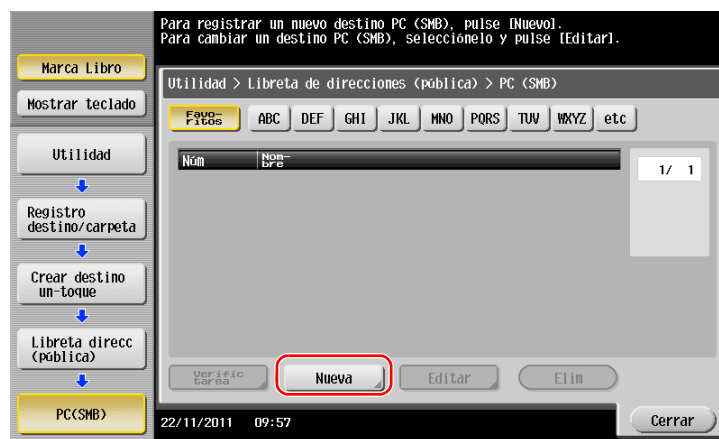 Para registrar un nuevo destino PC (SMB), pulse [Nuevo].
Para cambiar un destino PC (SMB), selecciónelo y pulse [Editar].
Marca Libro
Mostrar teclado
Utilidad
Registro
destino/carpeta
Crear destino
un-toque
Libreta direcc
(pública)
PC(SMB)
Utilidad > Libreta de direcciones (pública) > PC (SMB)
Favo-
ritos
ABC DEF GHI JKL MNO PQRS TUV WXYZ etc
Núm Nom-
bre
1/ 1
Verific
tarea
Nueva Editar Elim
22/11/2011 09:57 Cerrar